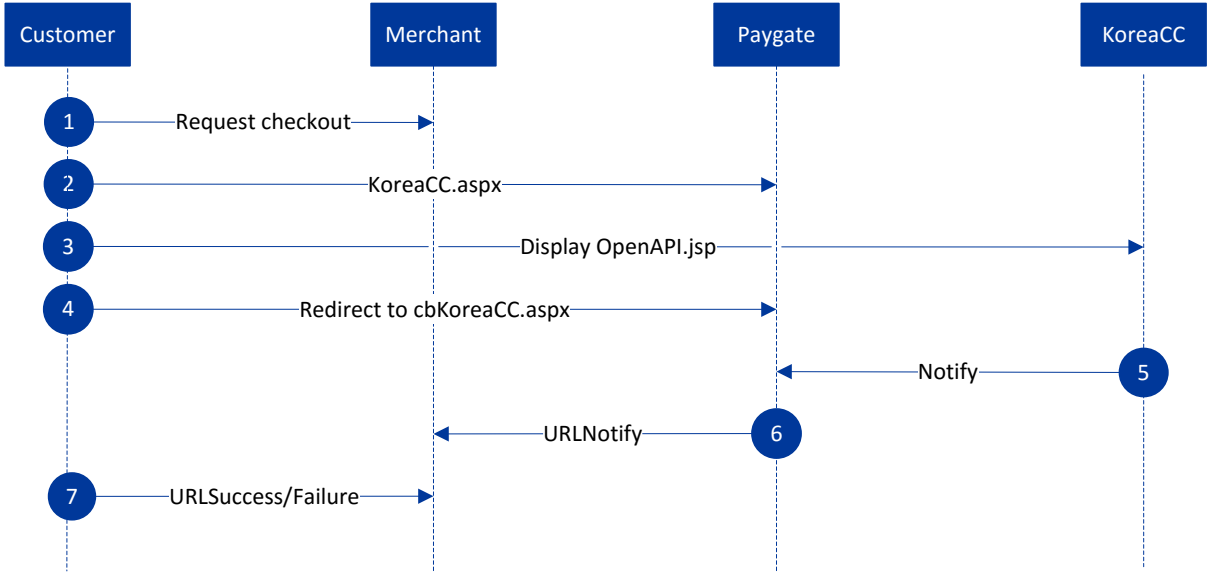 Customer
Merchant
Paygate
KoreaCC
1
Request checkout
2
KoreaCC.aspx
3
Display OpenAPI.jsp
4
Redirect to cbKoreaCC.aspx
Notify
5
URLNotify
6
7
URLSuccess/Failure